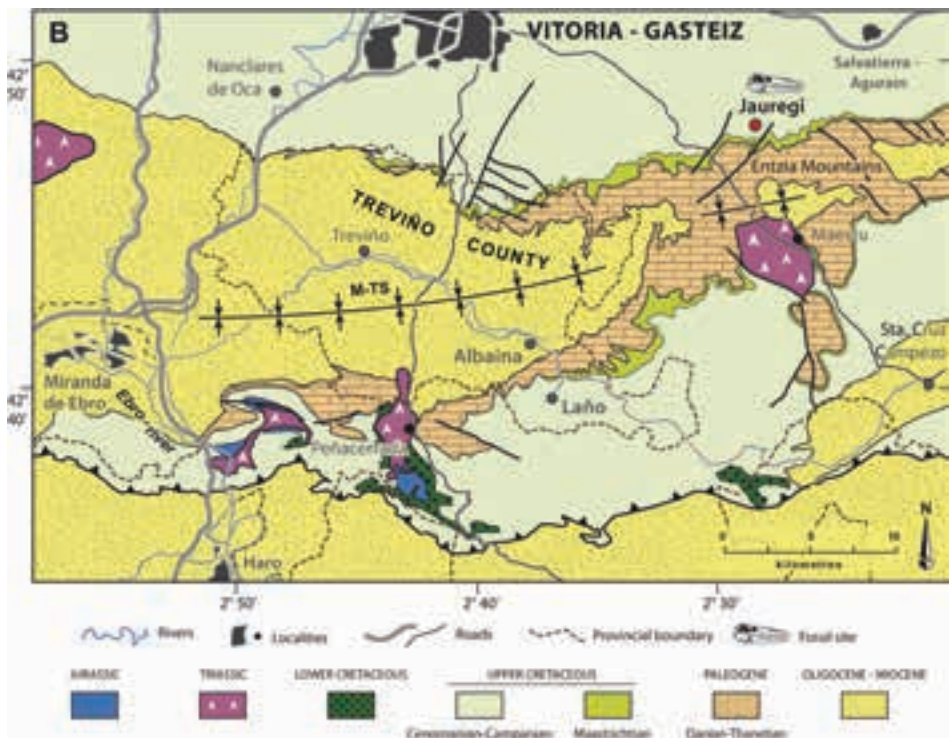 B
VITORIA - GASTEIZ
42°
50'
Nanclares
de Oca
Salvatierra -
Agurain
Jauregi
Entzia Mountains
TREVIÑO
COUNTY
Treviño
Maestu
M-TS
Albaina
Sta. Cruz
Campezo
Miranda
de Ebro
Ebro river
42°
40'
Laño
Peñacerrada
N
Haro
0
10
kilometres
2° 50'
2° 40'
2° 30'
Rivers
Localities
Roads
Provincial boundary
Fossil site
JURASSIC
TRIASSIC
LOWER CRETACEOUS
UPPER CRETACEOUS
PALEOGENE
OLIGOCENE - MIOCENE
Cenomanian-Campanian
Maastrichtian
Danian-Thanetian